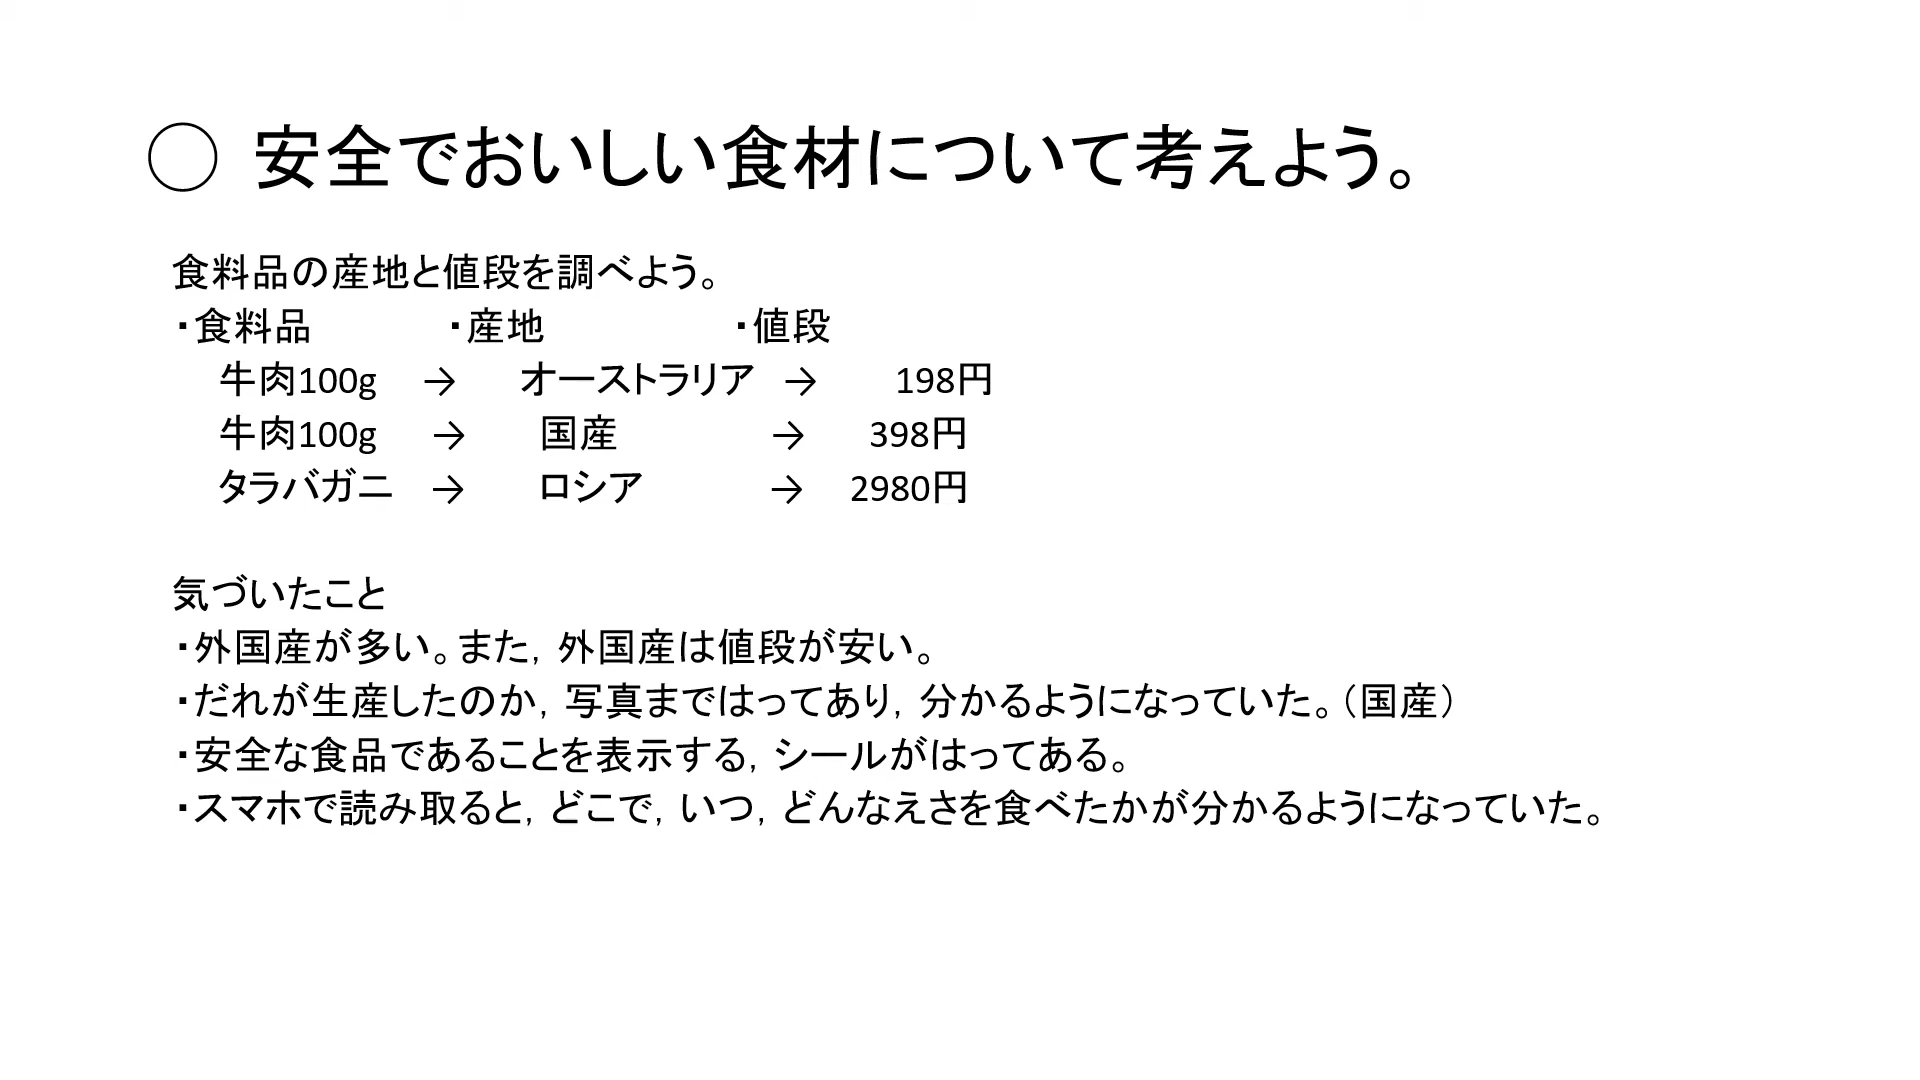 ◯ 安全でおいしい食材について考えよう。
食料品の産地と値段を調べよう。
・食料品 ・産地 ・値段
牛肉100g → オーストラリア → 198円
牛肉100g → 国産 → 398円
タラバガニ → ロシア → 2980円
気づいたこと
・外国産が多い。また，外国産は値段が安い。
・だれが生産したのか，写真まではってあり，分かるようになっていた。（国産）
・安全な食品であることを表示する，シールがはってある。
・スマホで読み取ると，どこで，いつ，どんなえさを食べたかが分かるようになっていた。